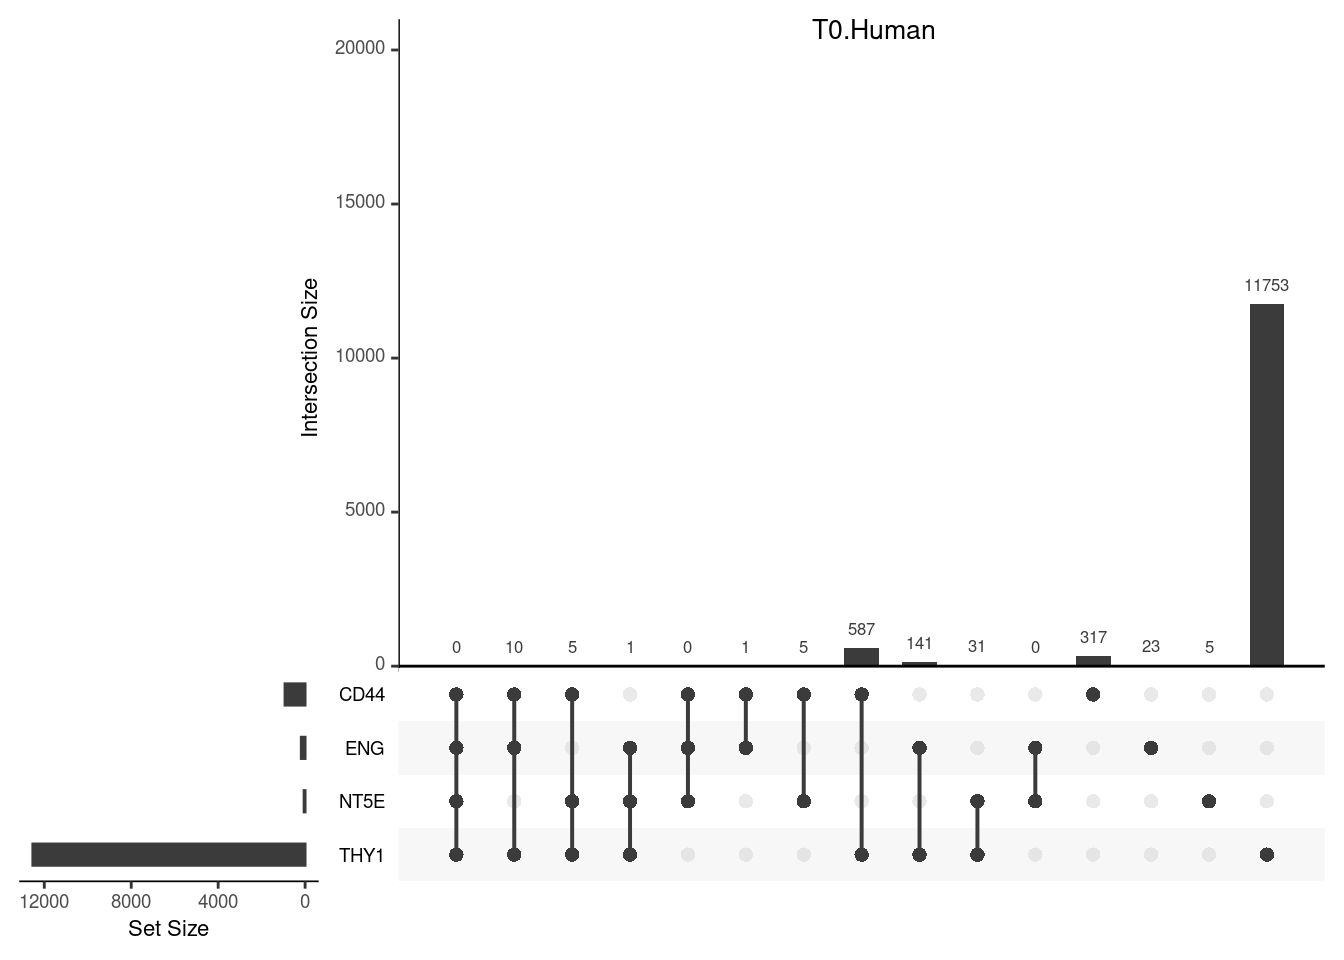 T0.Human
20000
15000
10000
5000
0
Intersection Size
0 10 5 1 0 1 5 587 141 31 0 317 23 5 11753
CD44
ENG
NT5E
THY1
12000 8000 4000 0
Set Size